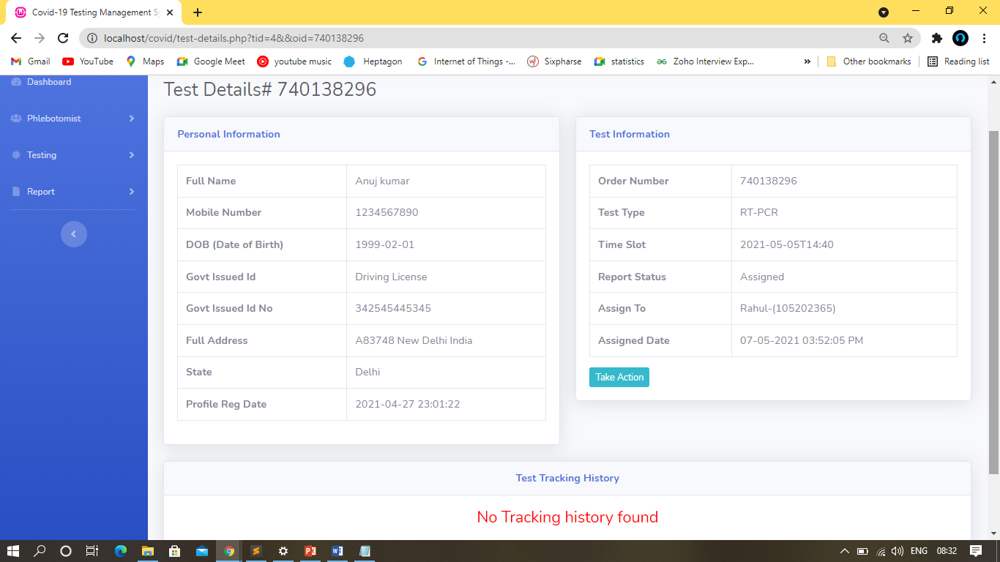 Covid-19 Testing Management S
localhost/covid/test-details.php?tid=4&&oid=740138296
Gmail
YouTube
Maps
Google Meet
youtube music
Heptagon
Internet of Things -...
Sixpharse
statistics
Zoho Interview Exp...
»
Other bookmarks
Reading list
Dashboard
Phlebotomist
Testing
Report
Test Details# 740138296
Personal Information
Full Name Anuj kumar
Mobile Number 1234567890
DOB (Date of Birth) 1999-02-01
Govt Issued Id Driving License
Govt Issued Id No 342545445345
Full Address A83748 New Delhi India
State Delhi
Profile Reg Date 2021-04-27 23:01:22
Test Information
Order Number 740138296
Test Type RT-PCR
Time Slot 2021-05-05T14:40
Report Status Assigned
Assign To Rahul-(105202365)
Assigned Date 07-05-2021 03:52:05 PM
Take Action
Test Tracking History
No Tracking history found
ENG 08:32